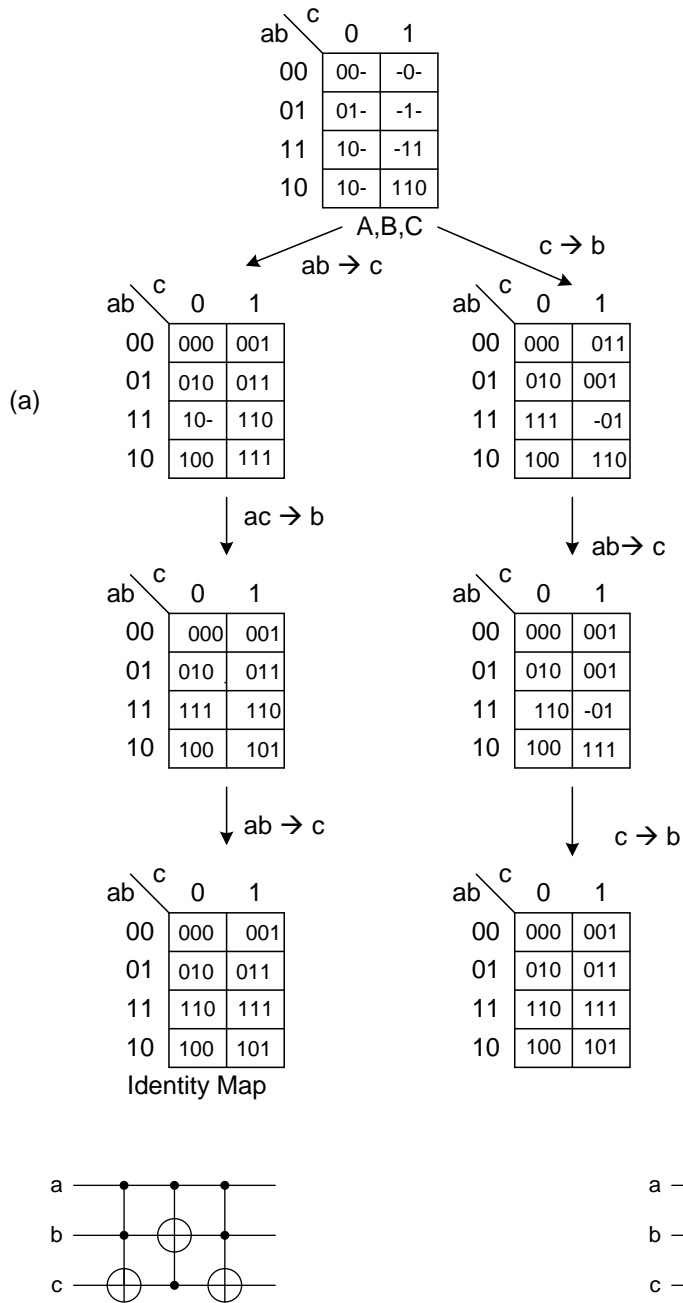 c
ab 0 1
00 00- -0-
01 01- -1-
11 10- -11
10 10- 110
A,B,C
ab → c
c → b
(a)
c
ab 0 1
00 000 001
01 010 011
11 10- 110
10 100 111
c
ab 0 1
00 000 011
01 010 001
11 111 -01
10 100 110
ac → b
ab → c
c
ab 0 1
00 000 001
01 010 011
11 111 110
10 100 101
c
ab 0 1
00 000 001
01 010 001
11 110 -01
10 100 111
ab → c
c → b
c
ab 0 1
00 000 001
01 010 011
11 110 111
10 100 101
Identity Map
c
ab 0 1
00 000 001
01 010 011
11 110 111
10 100 101
a
b
c
a
b
c